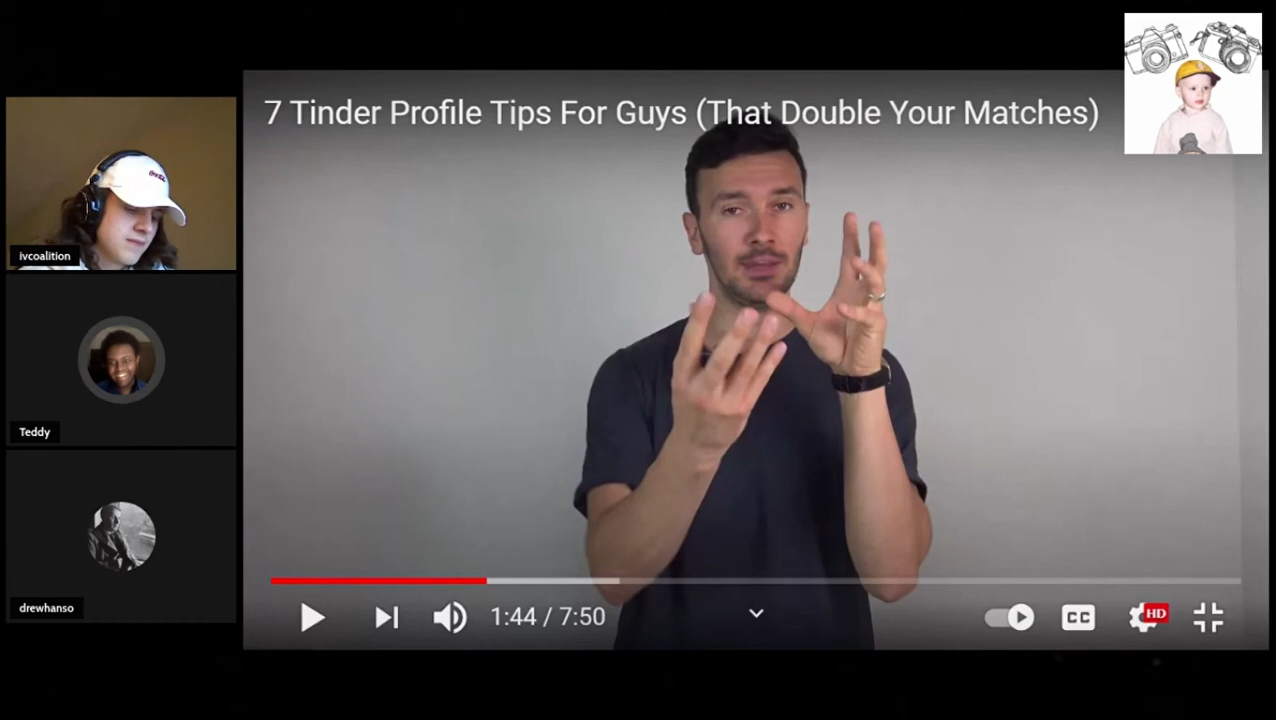 7 Tinder Profile Tips For Guys (That Double Your Matches)
ivcoalition
Teddy
drewhanso
1:44 / 7:50
CC
HD